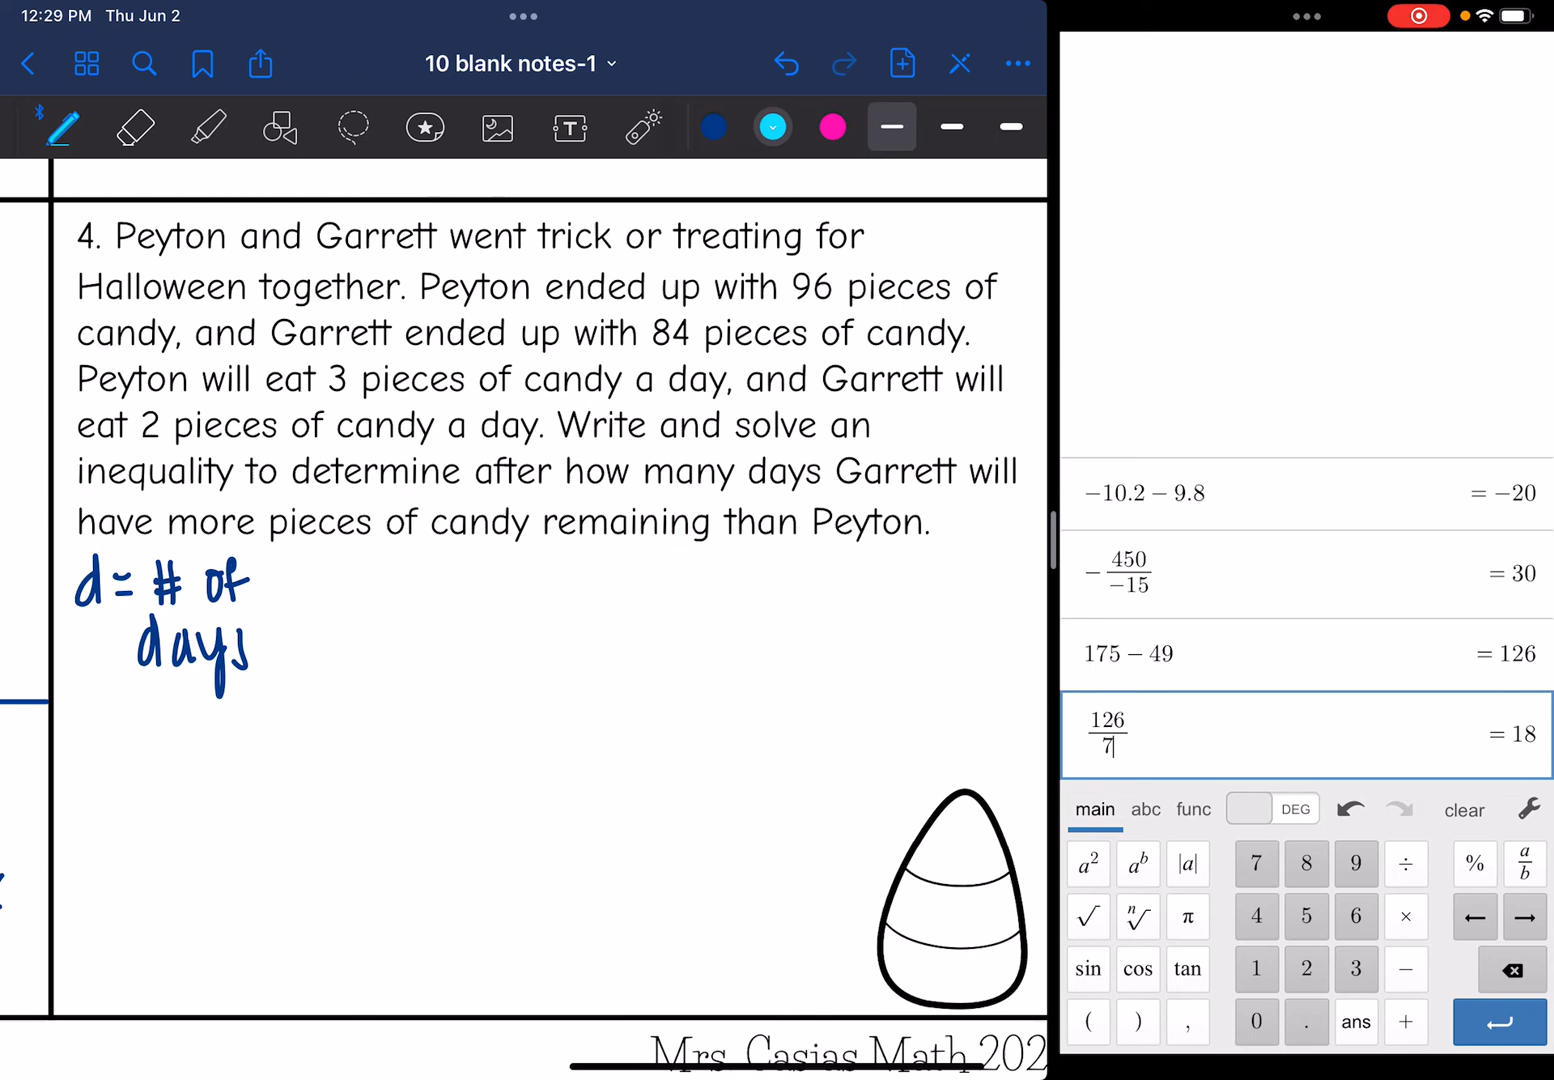 12:29 PM Thu Jun 2
10 blank notes-1
T
4. Peyton and Garrett went trick or treating for
Halloween together. Peyton ended up with 96 pieces of
candy, and Garrett ended up with 84 pieces of candy.
Peyton will eat 3 pieces of candy a day, and Garrett will
eat 2 pieces of candy a day. Write and solve an
inequality to determine after how many days Garrett will
have more pieces of candy remaining than Peyton.
d = # of
days
Mrs. Casias Math 202
−10.2 − 9.8 = −20
−450/−15 = 30
175 − 49 = 126
126/7 = 18
main abc func DEG clear
a² aᵇ |a| 7 8 9 ÷ % a/b
√ ⁿ√ π 4 5 6 × ← →
sin cos tan 1 2 3 −
( ) , 0 . ans +